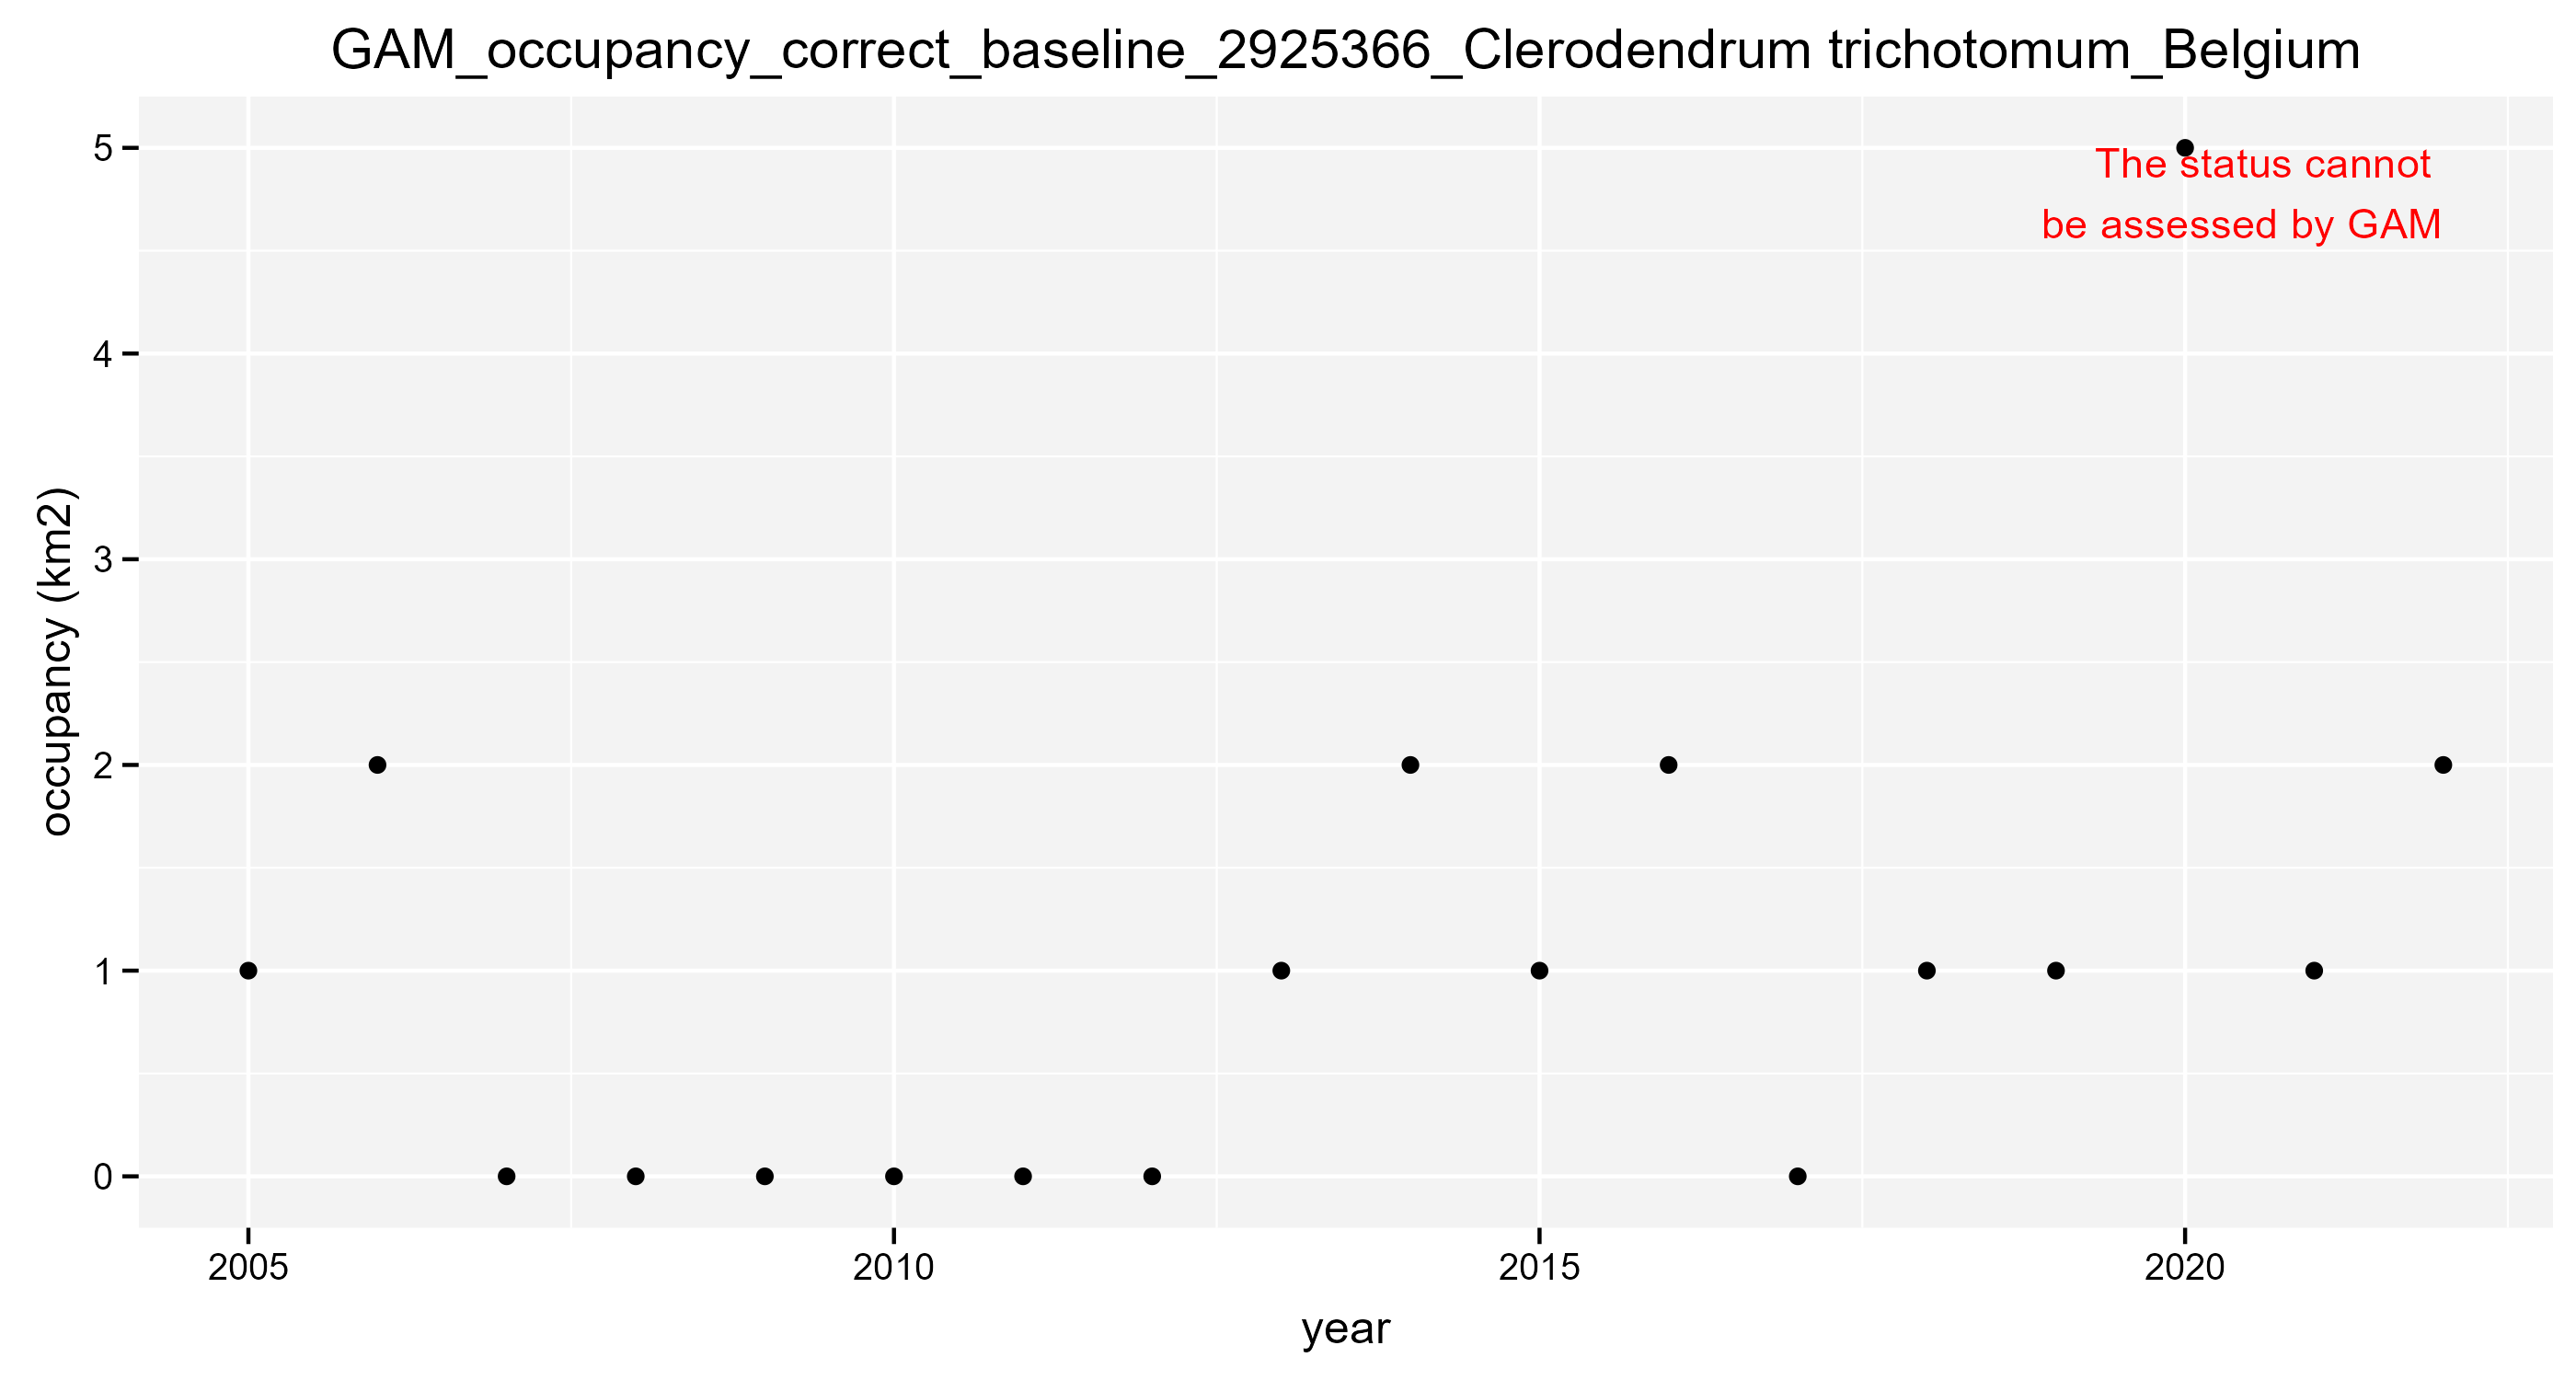 GAM_occupancy_correct_baseline_2925366_Clerodendrum trichotomum_Belgium
5
4
3
2
1
0
occupancy (km2)
The status cannot
be assessed by GAM
2005 2010 2015 2020
year